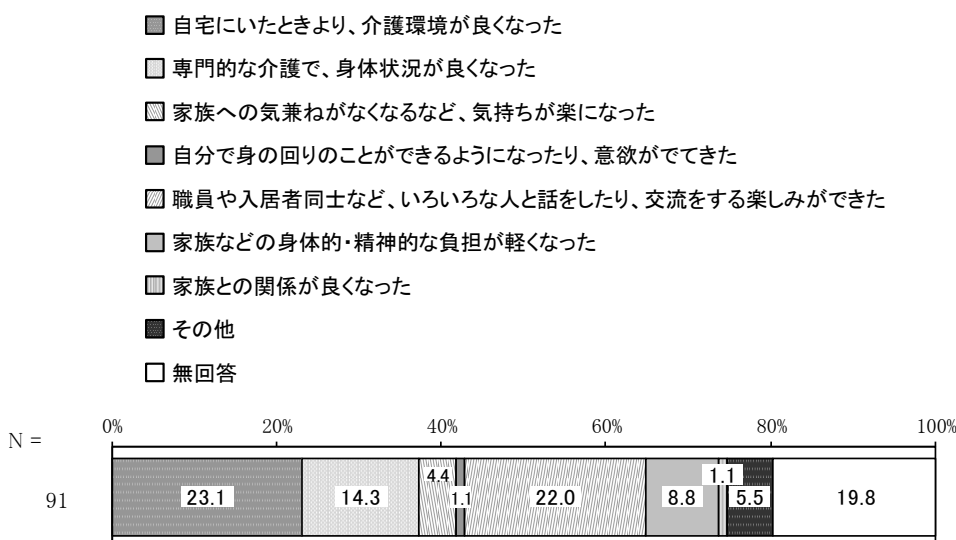 自宅にいたときより、介護環境が良くなった
専門的な介護で、身体状況が良くなった
家族への気兼ねがなくなるなど、気持ちが楽になった
自分で身の回りのことができるようになったり、意欲がでてきた
職員や入居者同士など、いろいろな人と話をしたり、交流をする楽しみができた
家族などの身体的・精神的な負担が軽くなった
家族との関係が良くなった
その他
無回答
N =
0% 20% 40% 60% 80% 100%
91
23.1 14.3 4.4 1.1 22.0 8.8 1.1 5.5 19.8